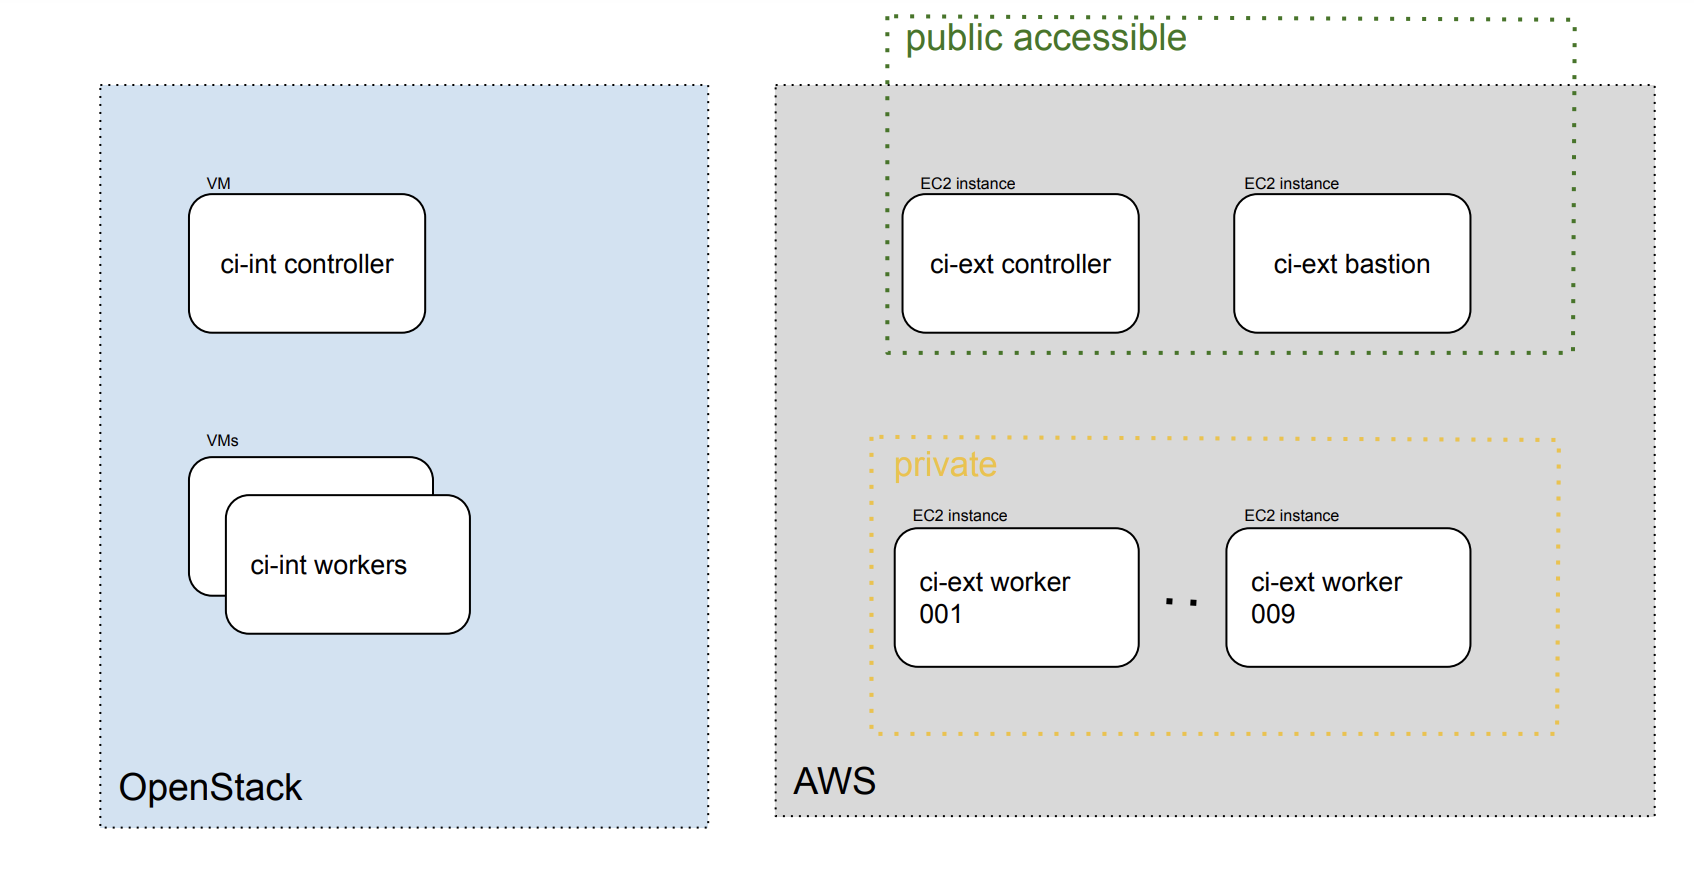 public accessible
VM
ci-int controller
EC2 instance
ci-ext controller
EC2 instance
ci-ext bastion
VMs
ci-int workers
private
EC2 instance
ci-ext worker
001
..
EC2 instance
ci-ext worker
009
OpenStack
AWS